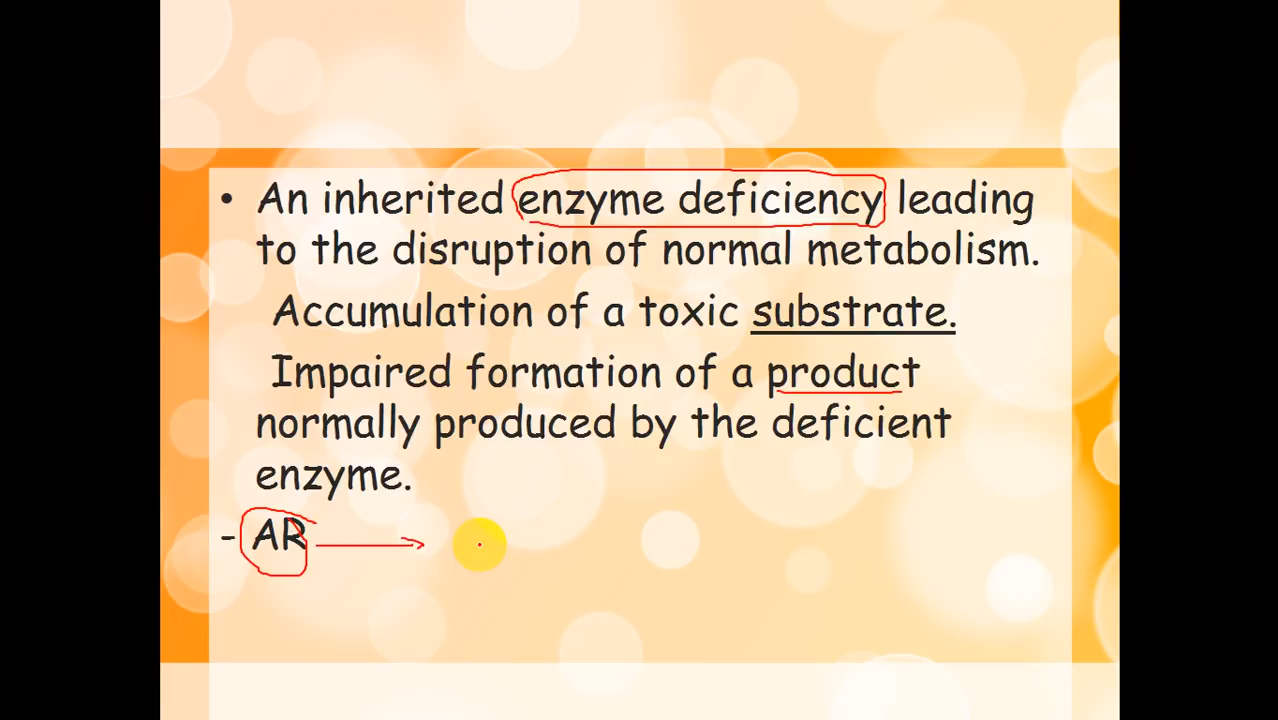 • An inherited enzyme deficiency leading
to the disruption of normal metabolism.
Accumulation of a toxic substrate.
Impaired formation of a product
normally produced by the deficient
enzyme.
- AR